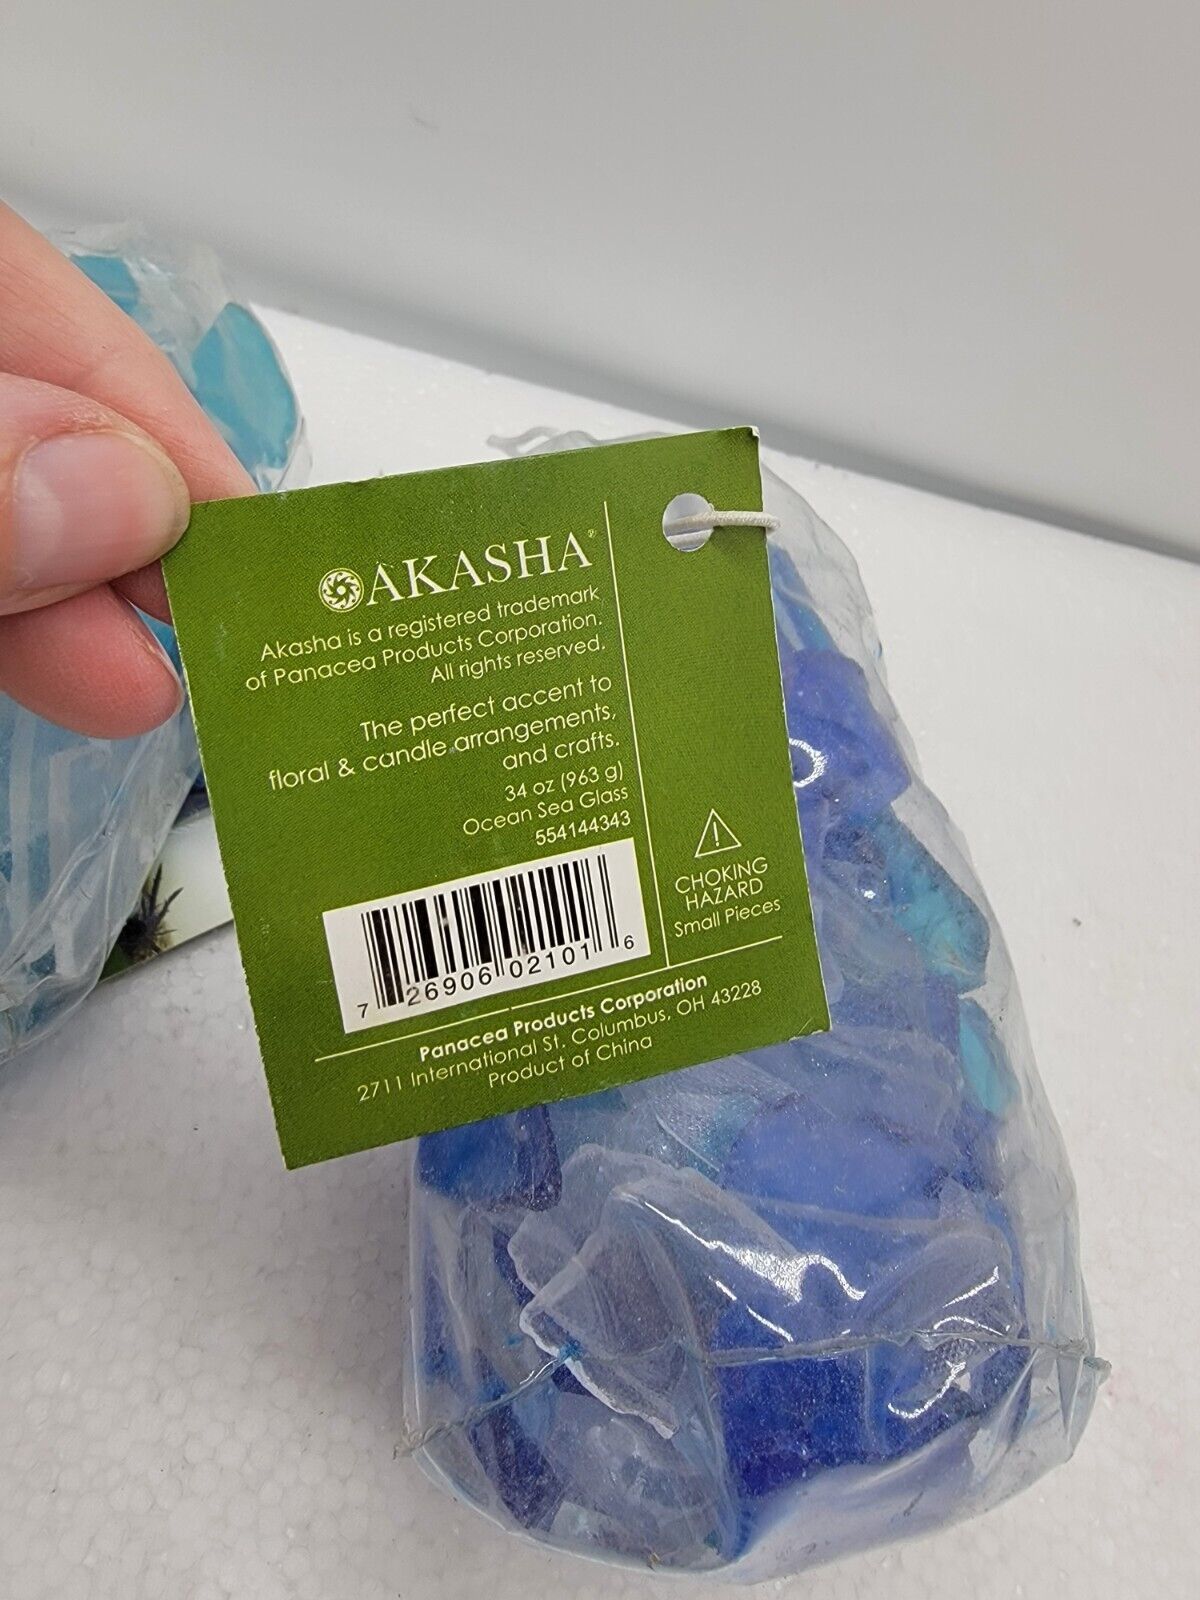 AKASHA®
Akasha is a registered trademark
of Panacea Products Corporation.
All rights reserved.
The perfect accent to
floral & candle arrangements,
and crafts.
34 oz (963 g)
Ocean Sea Glass
554144343
7 26906 02101 6
CHOKING
HAZARD
Small Pieces
Panacea Products Corporation
2711 International St. Columbus, OH 43228
Product of China